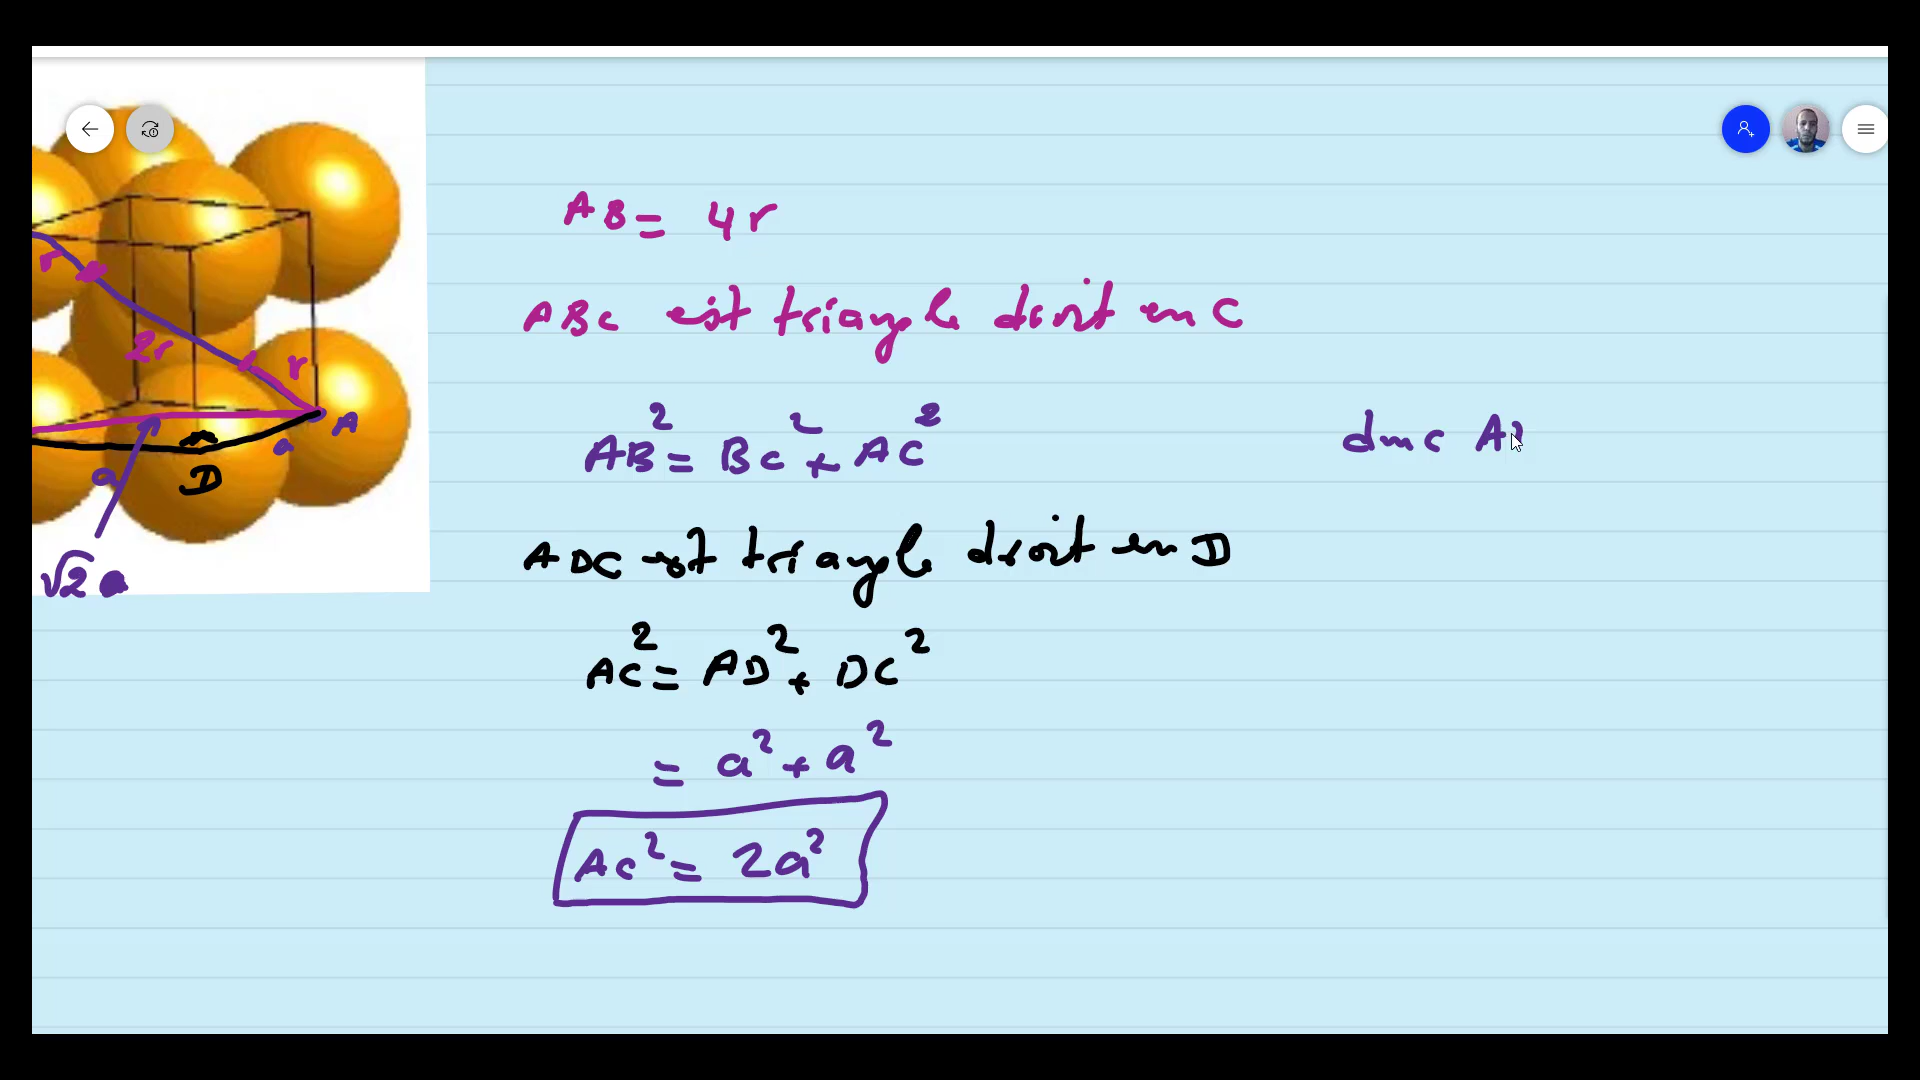 AB = 4r
ABC est triangle droit en C
AB² = BC² + AC²
donc A
ADC est triangle droit en D
AC² = AD² + DC²
= a² + a²
AC² = 2a²
r
2r
r
A
a
a
D
√2 a